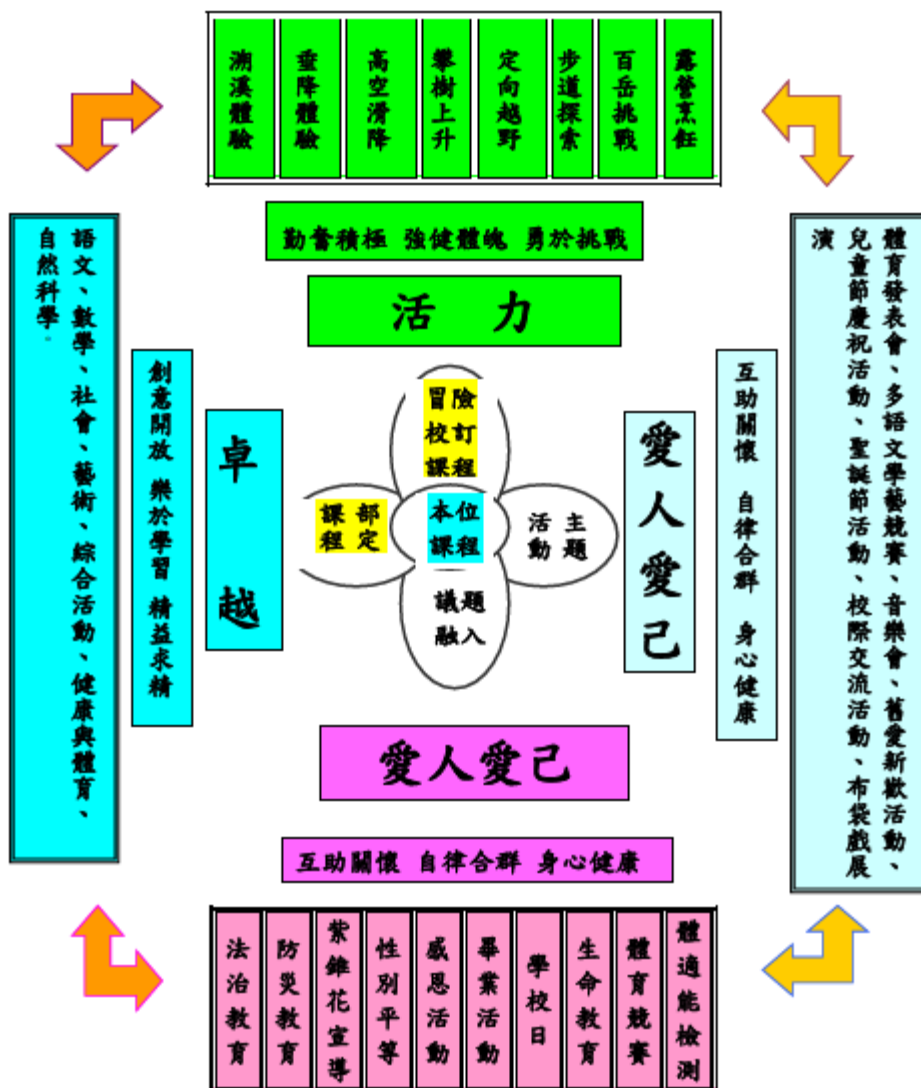 溯溪體驗
垂降體驗
高空滑降
攀樹上升
定向越野
步道探索
百岳挑戰
露營烹飪
勤奮積極 強健體魄 勇於挑戰
活 力
語文、數學、社會、藝術、綜合活動、健康與體育、
自然科學。
創意開放 樂於學習 精益求精
卓越
冒險
校訂
課程
課部
程定
本位
課程
活主
動題
議題
融入
愛人愛己
互助關懷 自律合群 身心健康
體育發表會、多語文學藝競賽、音樂會、舊愛新歡活動、
兒童節慶祝活動、聖誕節活動、校際交流活動、布袋戲展
演
愛人愛己
互助關懷 自律合群 身心健康
法治教育
防災教育
紫錐花宣導
性別平等
感恩活動
畢業活動
學校日
生命教育
體育競賽
體適能檢測